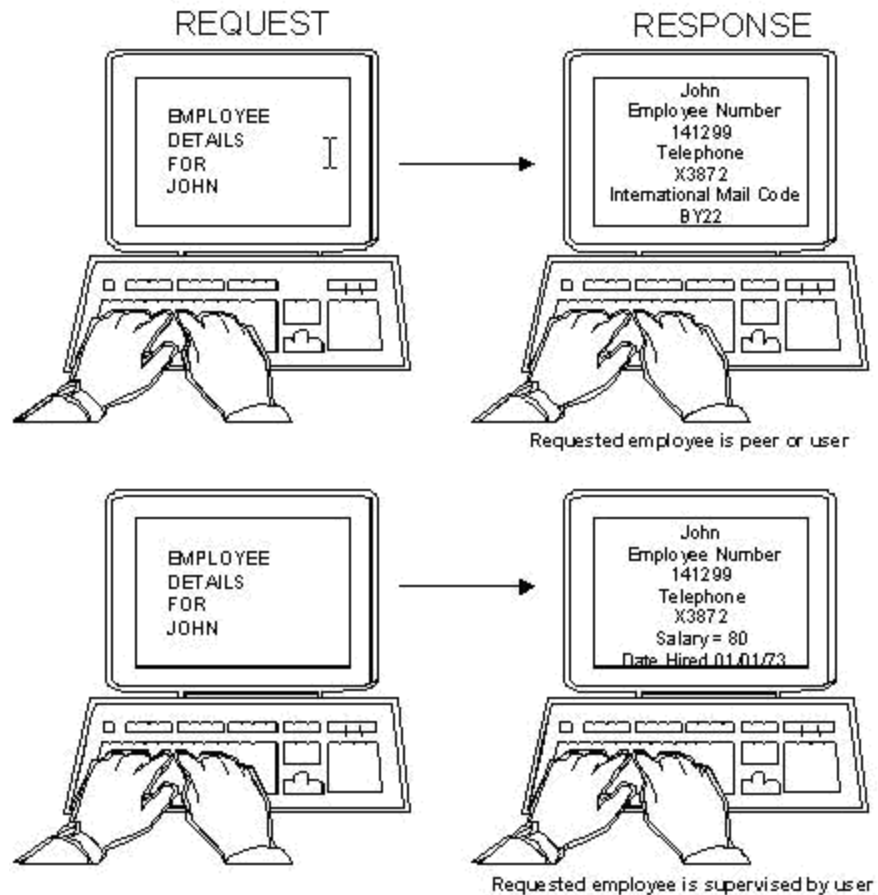 REQUEST
RESPONSE
EMPLOYEE
DETAILS
FOR
JOHN
John
Employee Number
141299
Telephone
X3872
International Mail Code
BY22
Requested employee is peer or user
EMPLOYEE
DETAILS
FOR
JOHN
John
Employee Number
141299
Telephone
X3872
Salary = 80
Date Hired 01/01/73
Requested employee is supervised by user